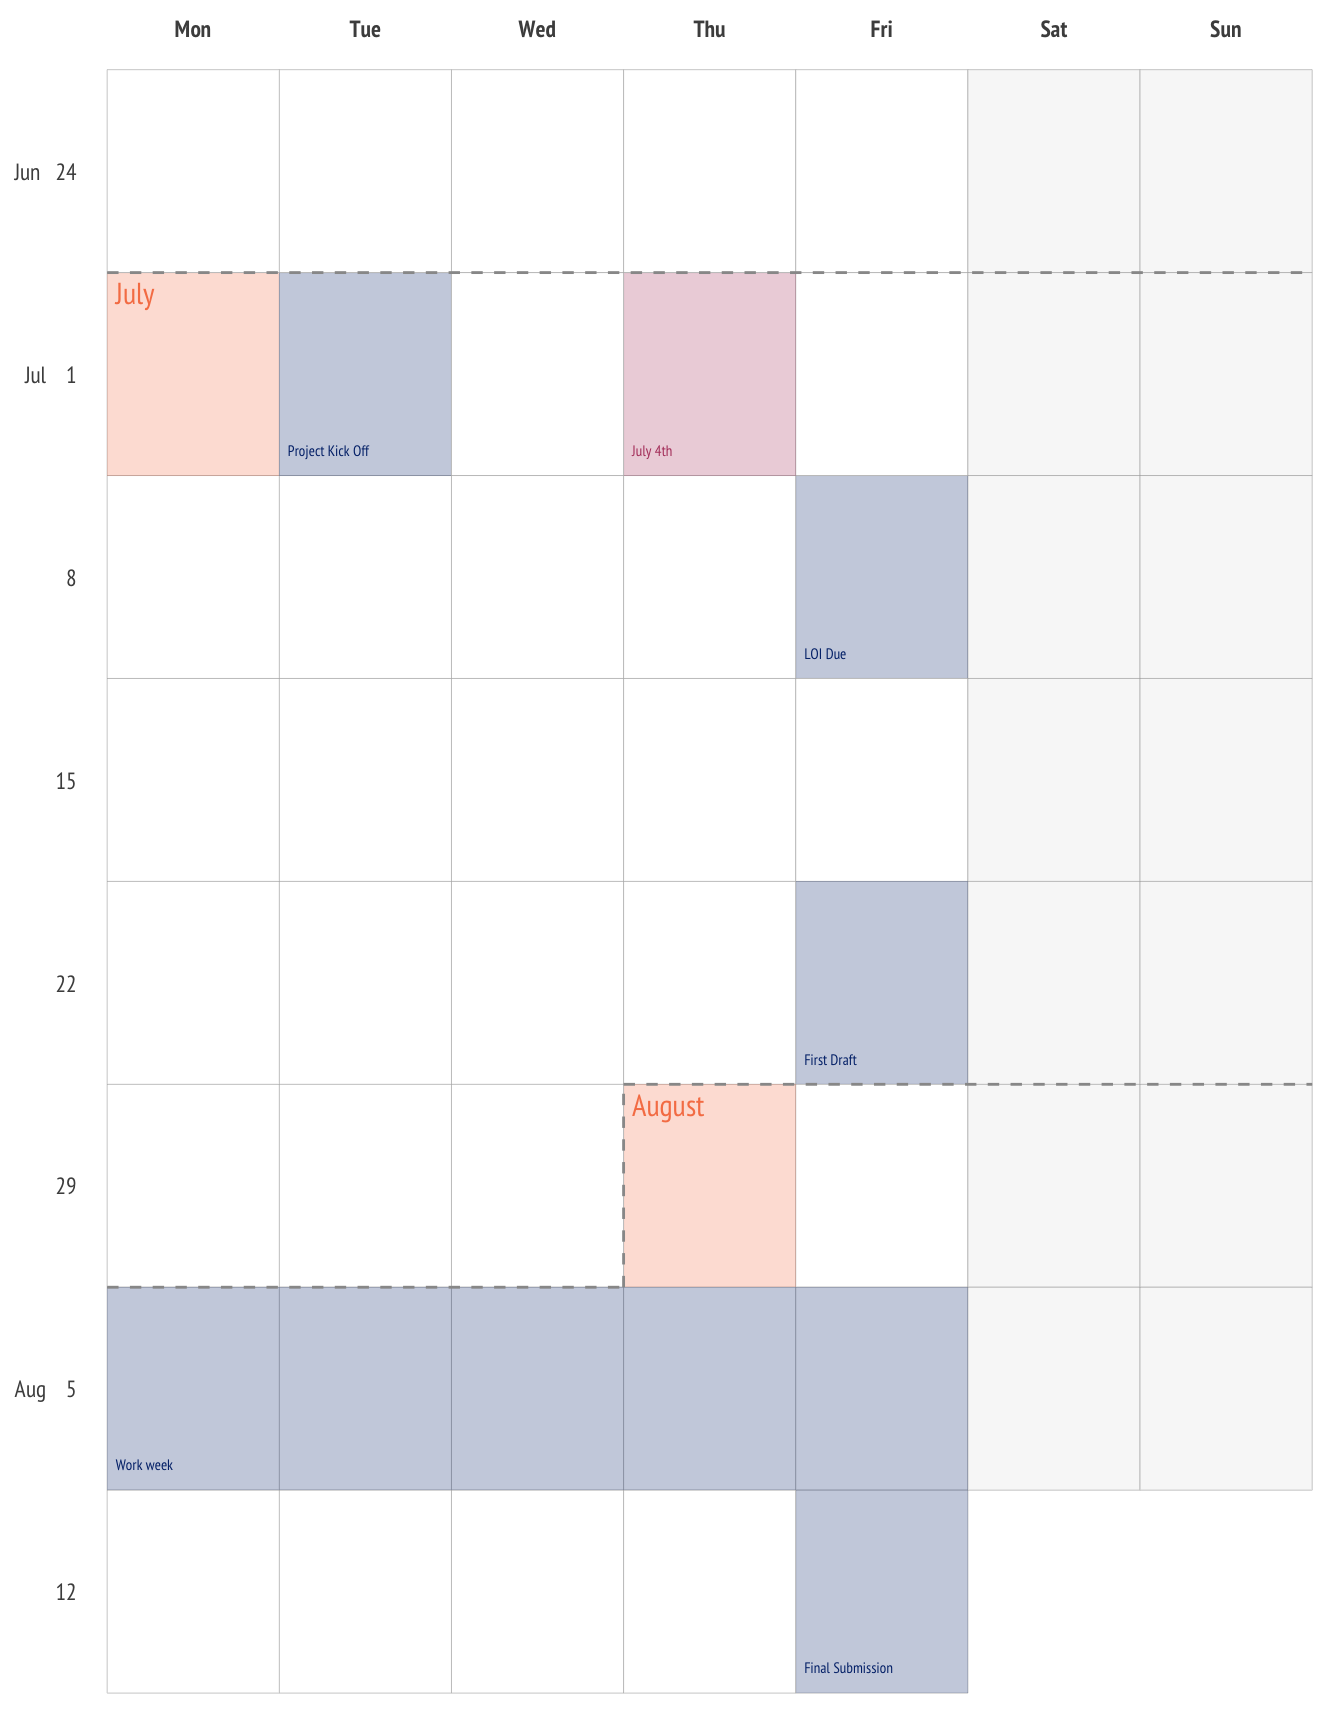 Mon Tue Wed Thu Fri Sat Sun
Jun 24
July
Jul 1
Project Kick Off
July 4th
8
LOI Due
15
22
First Draft
August
29
Aug 5
Work week
12
Final Submission